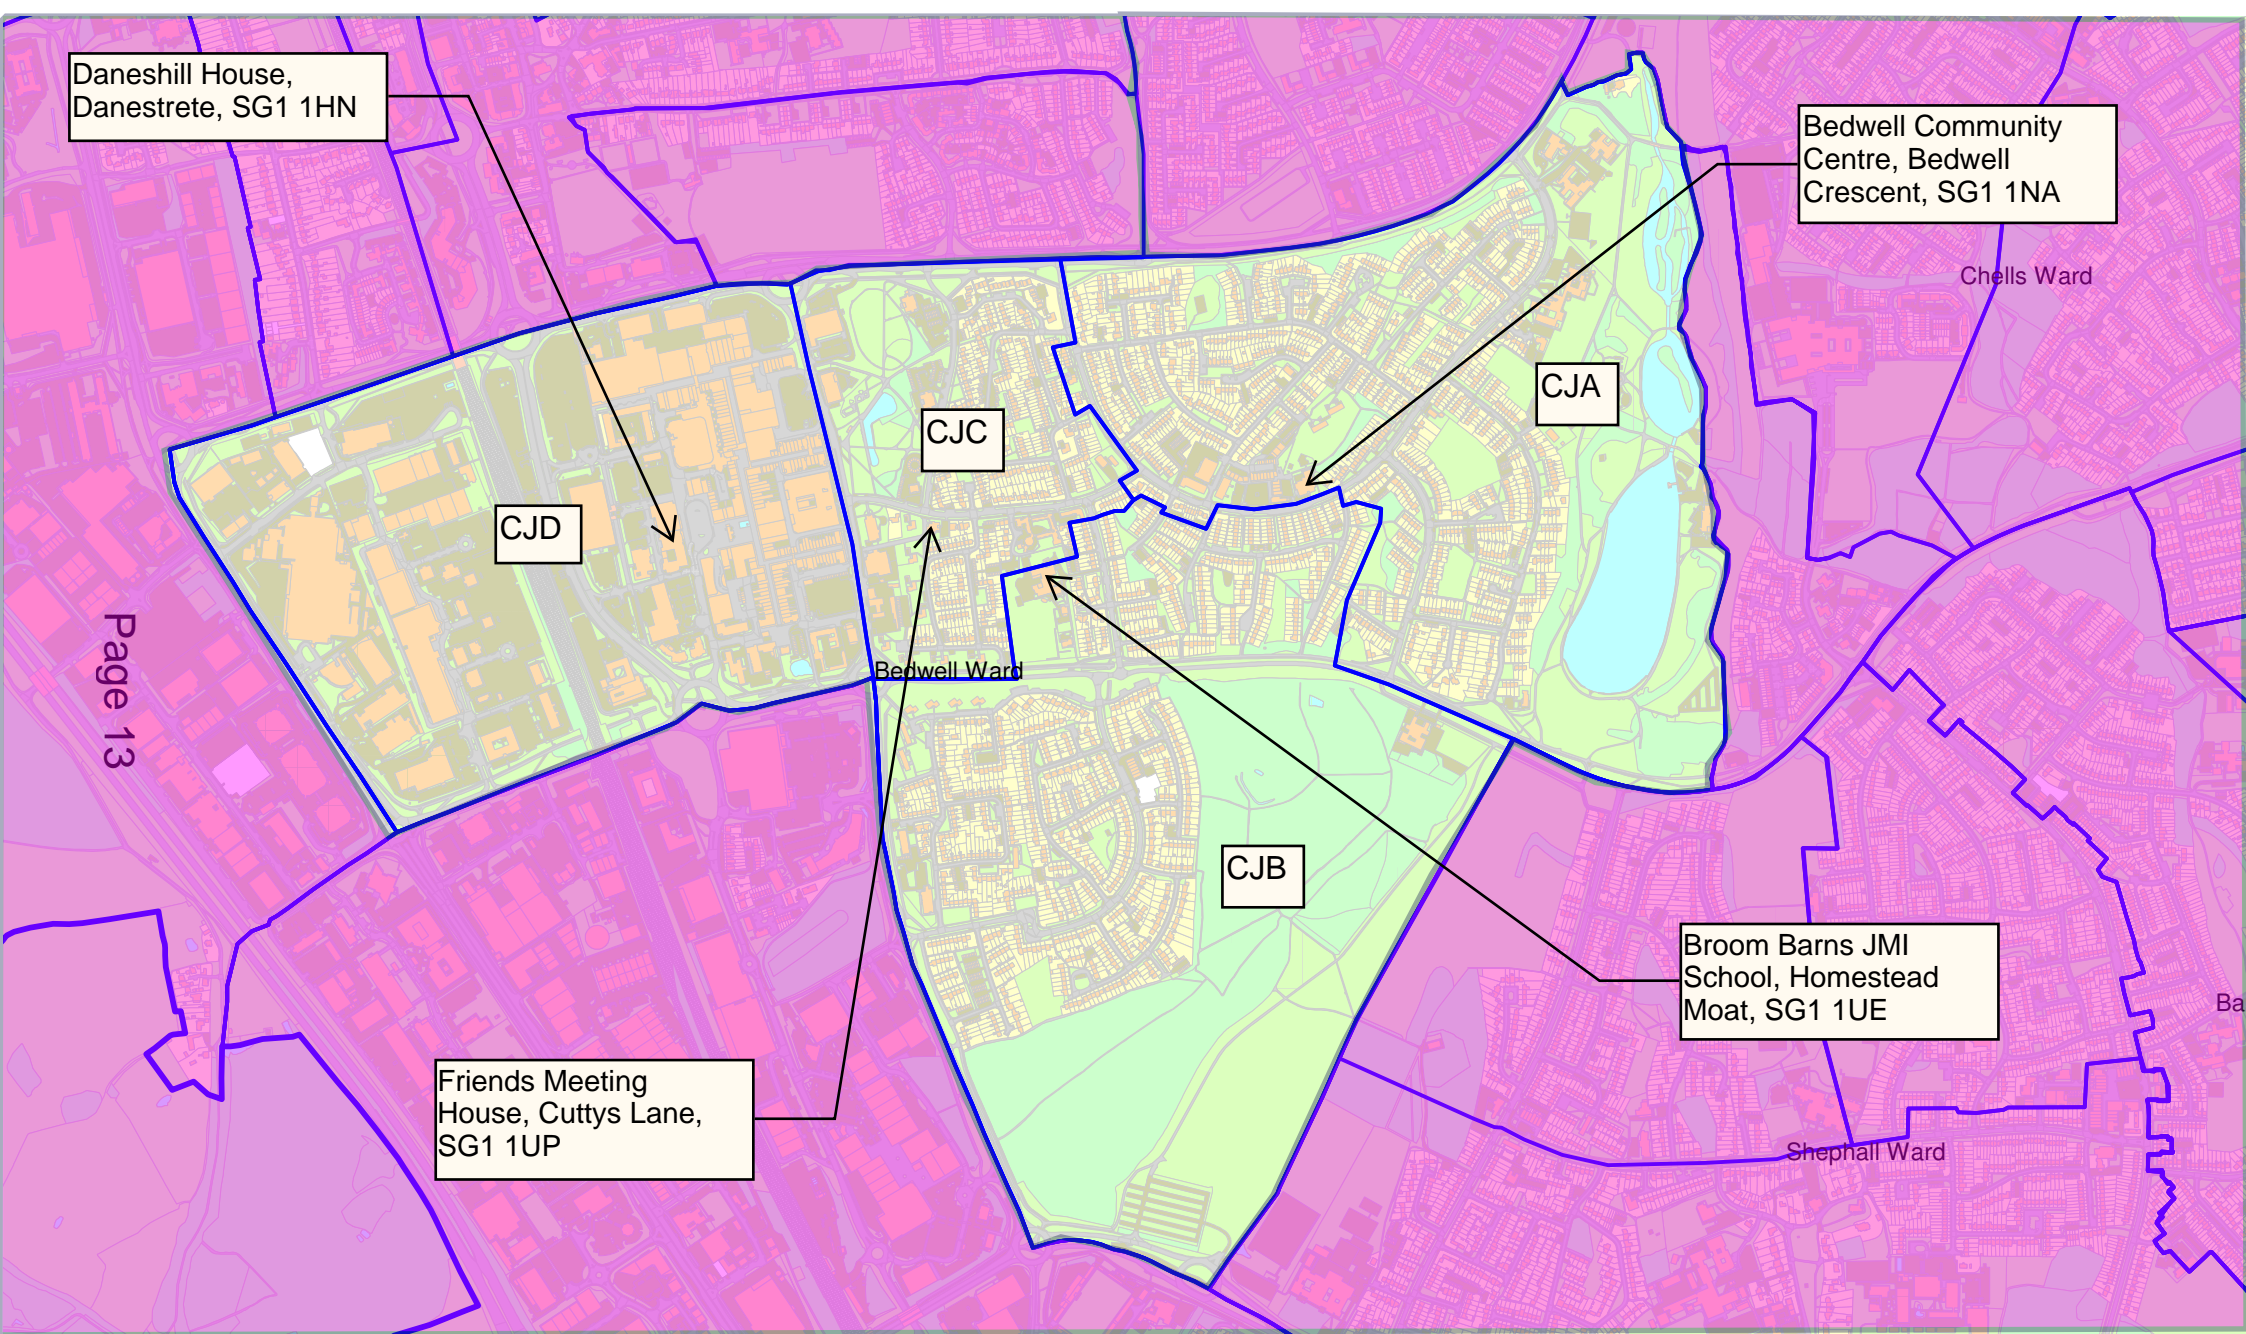 Daneshill House,
Danestrete, SG1 1HN
Bedwell Community
Centre, Bedwell
Crescent, SG1 1NA
Chells Ward
CJA
CJC
CJD
Page 13
Bedwell Ward
CJB
Broom Barns JMI
School, Homestead
Moat, SG1 1UE
Ba
Friends Meeting
House, Cuttys Lane,
SG1 1UP
Shephall Ward